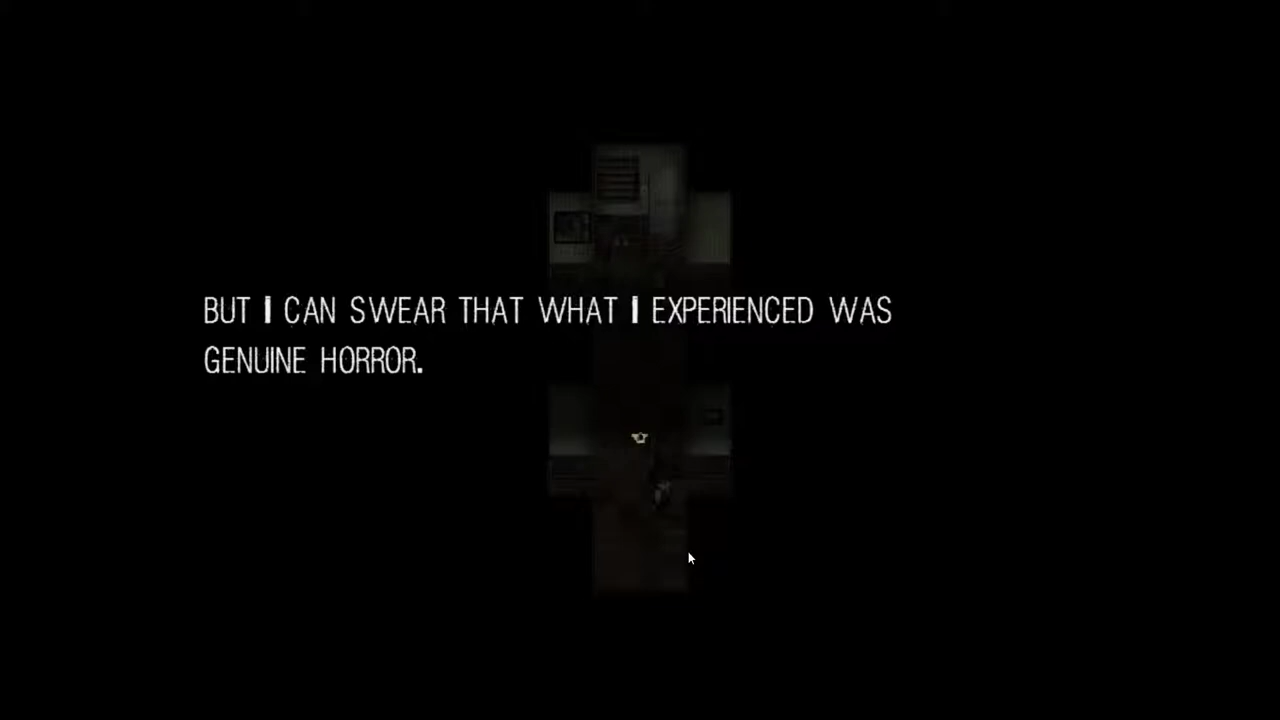 BUT I CAN SWEAR THAT WHAT I EXPERIENCED WAS
GENUINE HORROR.